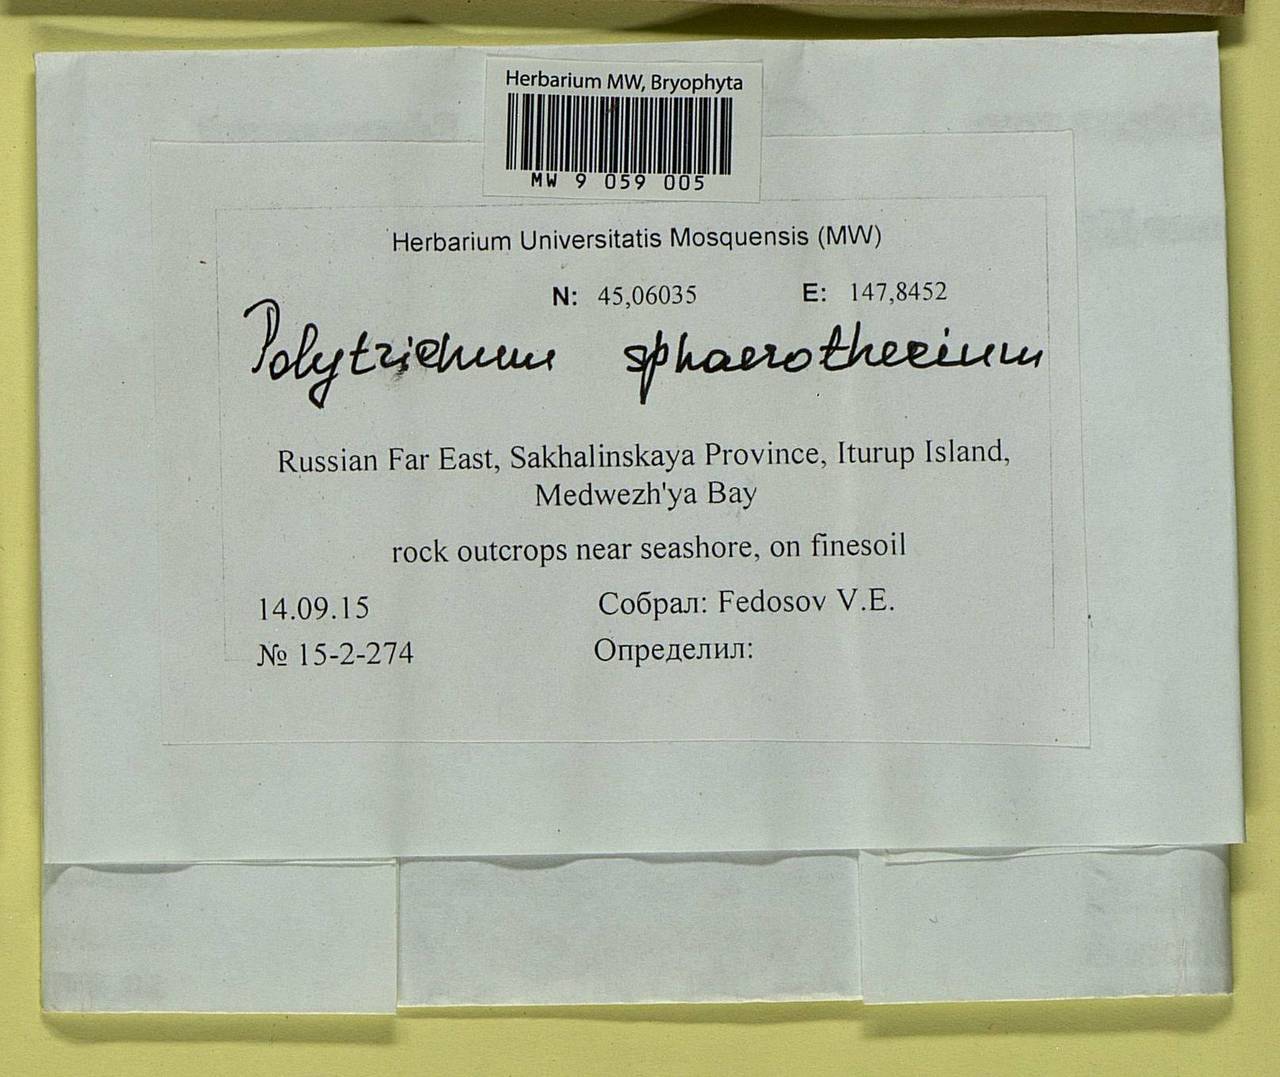 Herbarium MW, Bryophyta
MW 9 059 005
Herbarium Universitatis Mosquensis (MW)
N: 45,06035 E: 147,8452
Polytrichum sphaerothecium
Russian Far East, Sakhalinskaya Province, Iturup Island,
Medwezh'ya Bay
rock outcrops near seashore, on finesoil
14.09.15 Собрал: Fedosov V.E.
№ 15-2-274 Определил: